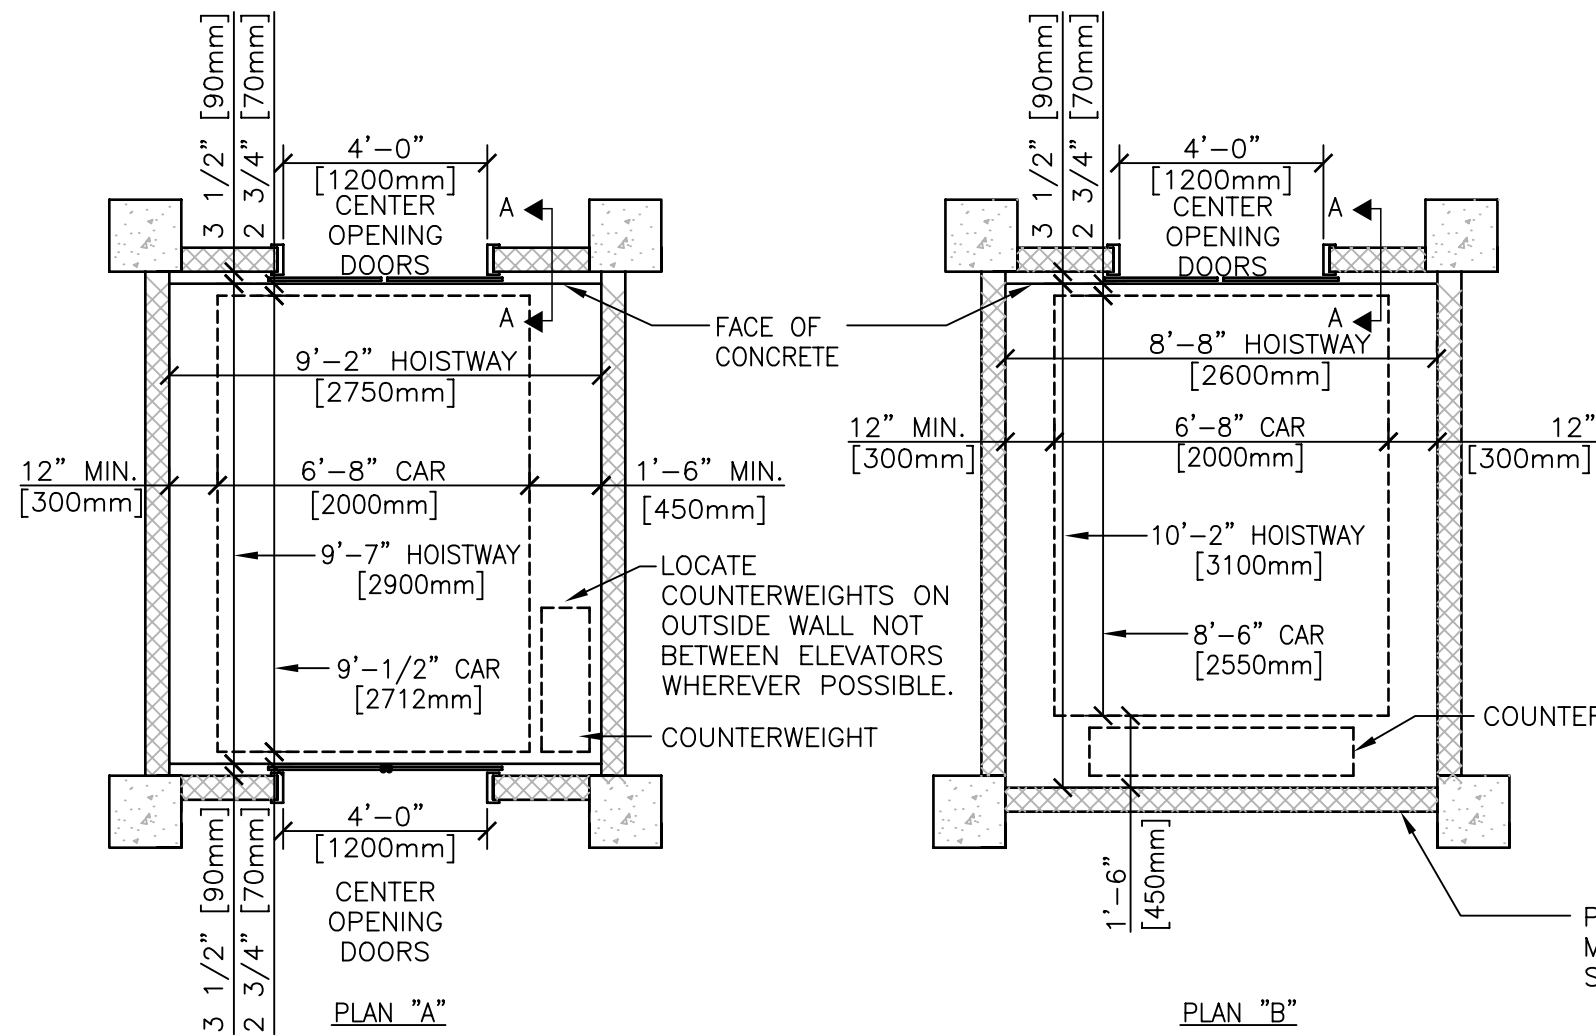 3 1/2" [90mm]
2 3/4" [70mm]
4'-0"
[1200mm]
CENTER
OPENING
DOORS
A
A
9'-2" HOISTWAY
[2750mm]
12" MIN.
[300mm]
6'-8" CAR
[2000mm]
1'-6" MIN.
[450mm]
9'-7" HOISTWAY
[2900mm]
9'-1/2" CAR
[2712mm]
LOCATE
COUNTERWEIGHTS ON
OUTSIDE WALL NOT
BETWEEN ELEVATORS
WHEREVER POSSIBLE.
COUNTERWEIGHT
4'-0"
[1200mm]
CENTER
OPENING
DOORS
3 1/2" [90mm]
2 3/4" [70mm]
PLAN "A"
FACE OF
CONCRETE
3 1/2" [90mm]
2 3/4" [70mm]
4'-0"
[1200mm]
CENTER
OPENING
DOORS
A
A
8'-8" HOISTWAY
[2600mm]
12" MIN.
[300mm]
6'-8" CAR
[2000mm]
12"
[300mm]
10'-2" HOISTWAY
[3100mm]
8'-6" CAR
[2550mm]
1'-6"
[450mm]
PLAN "B"